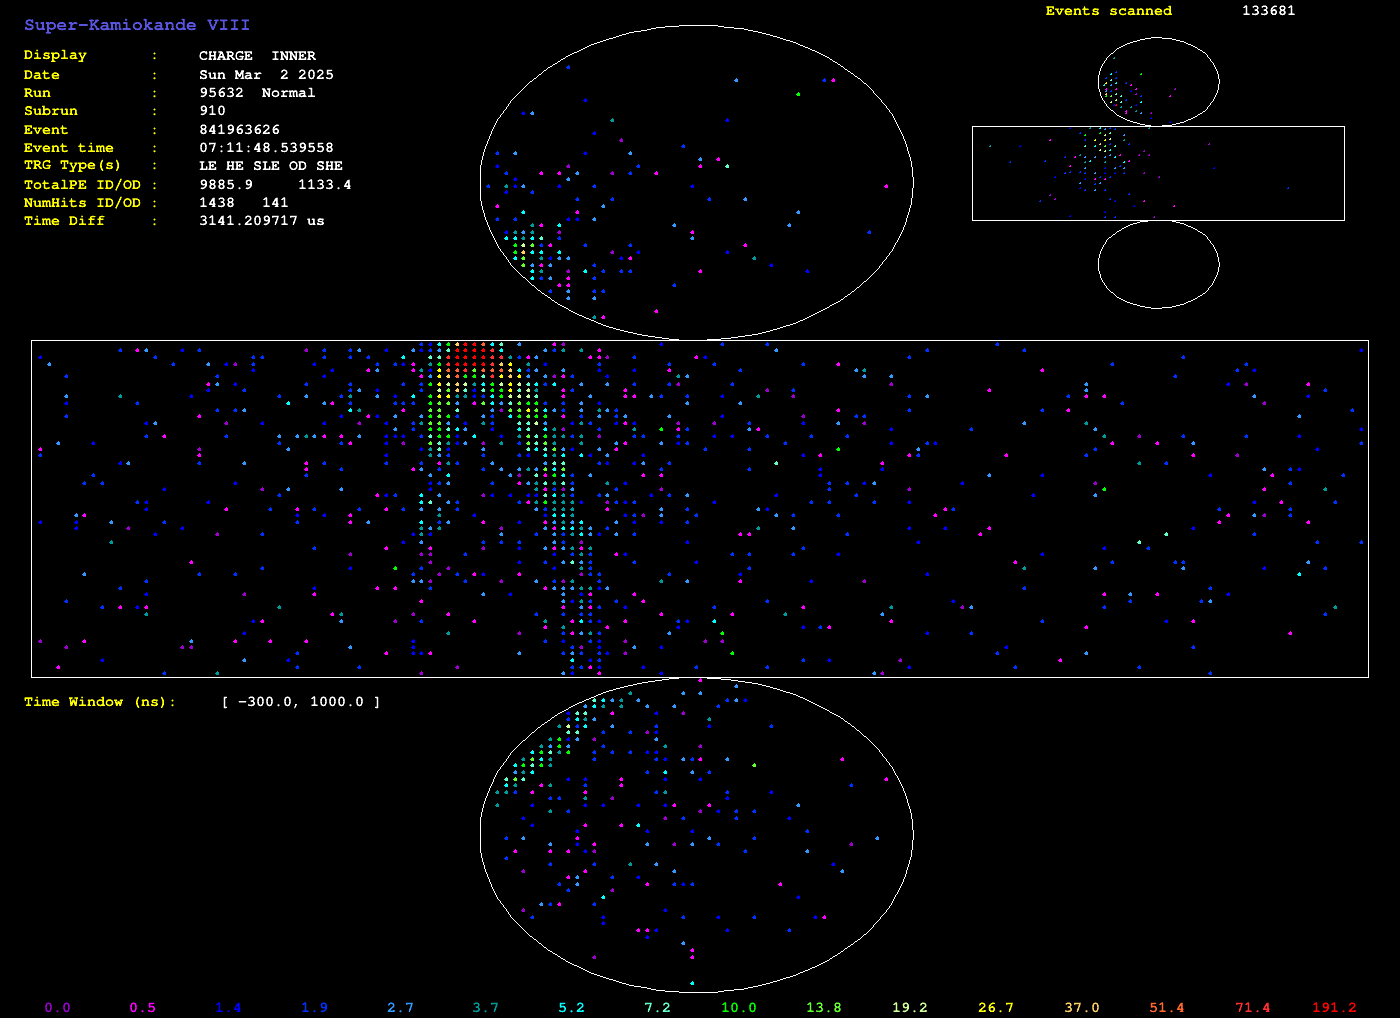 Super-Kamiokande VIII
Events scanned 133681
Display : CHARGE INNER
Date : Sun Mar 2 2025
Run : 95632 Normal
Subrun : 910
Event : 841963626
Event time : 07:11:48.539558
TRG Type(s) : LE HE SLE OD SHE
TotalPE ID/OD : 9885.9 1133.4
NumHits ID/OD : 1438 141
Time Diff : 3141.209717 us
Time Window (ns): [ -300.0, 1000.0 ]
0.0 0.5 1.4 1.9 2.7 3.7 5.2 7.2 10.0 13.8 19.2 26.7 37.0 51.4 71.4 191.2